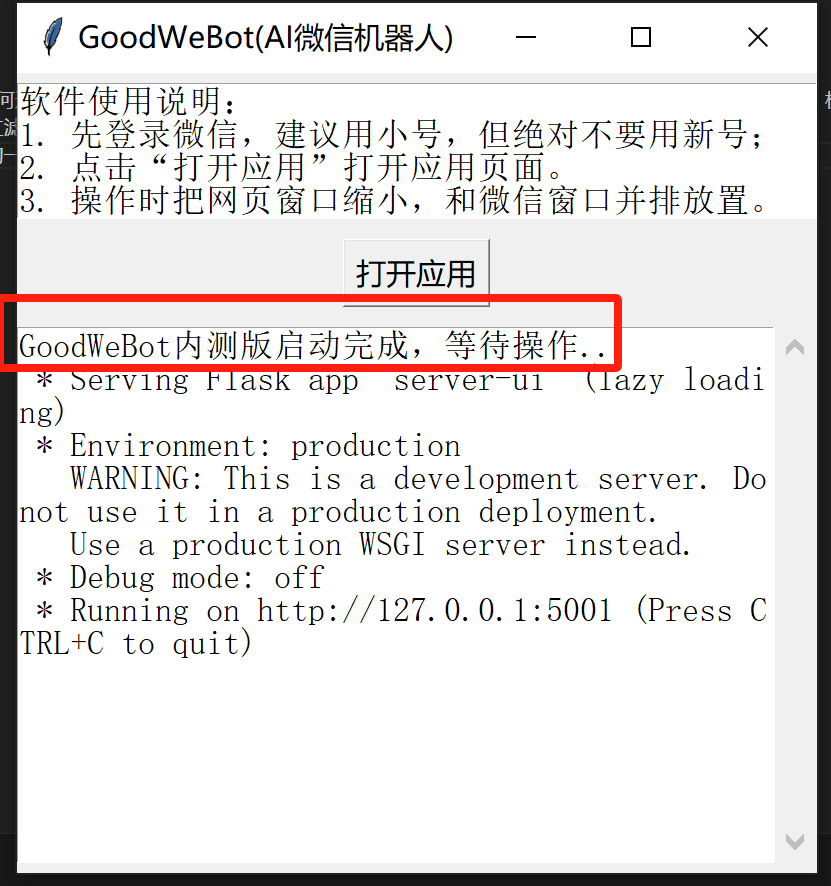 GoodWeBot(AI微信机器人)
软件使用说明：
1. 先登录微信，建议用小号，但绝对不要用新号；
2. 点击“打开应用”打开应用页面。
3. 操作时把网页窗口缩小，和微信窗口并排放置。
打开应用
GoodWeBot内测版启动完成，等待操作..
* Serving Flask app  server-ui  (lazy loadi
ng)
* Environment: production
WARNING: This is a development server. Do
not use it in a production deployment.
Use a production WSGI server instead.
* Debug mode: off
* Running on http://127.0.0.1:5001 (Press C
TRL+C to quit)